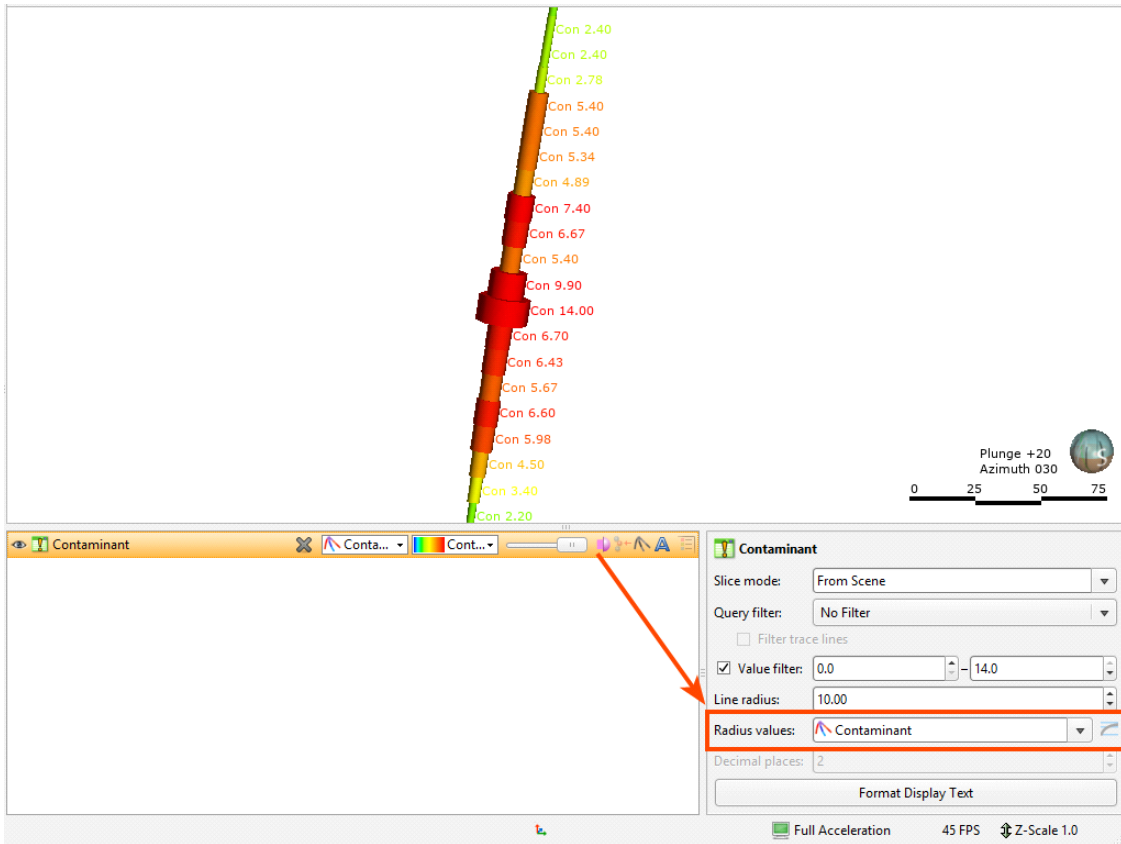 Con 2.40
Con 2.40
Con 2.78
Con 5.40
Con 5.40
Con 5.34
Con 4.89
Con 7.40
Con 6.67
Con 5.40
Con 9.90
Con 14.00
Con 6.70
Con 6.43
Con 5.67
Con 6.60
Con 5.98
Con 4.50
Con 3.40
Con 2.20
Plunge +20
Azimuth 030
S
0 25 50 75
Contaminant Conta... Cont... A
Contaminant
Slice mode: From Scene
Query filter: No Filter
Filter trace lines
Value filter: 0.0 – 14.0
Line radius: 10.00
Radius values: Contaminant
Decimal places: 2
Format Display Text
Full Acceleration 45 FPS Z-Scale 1.0